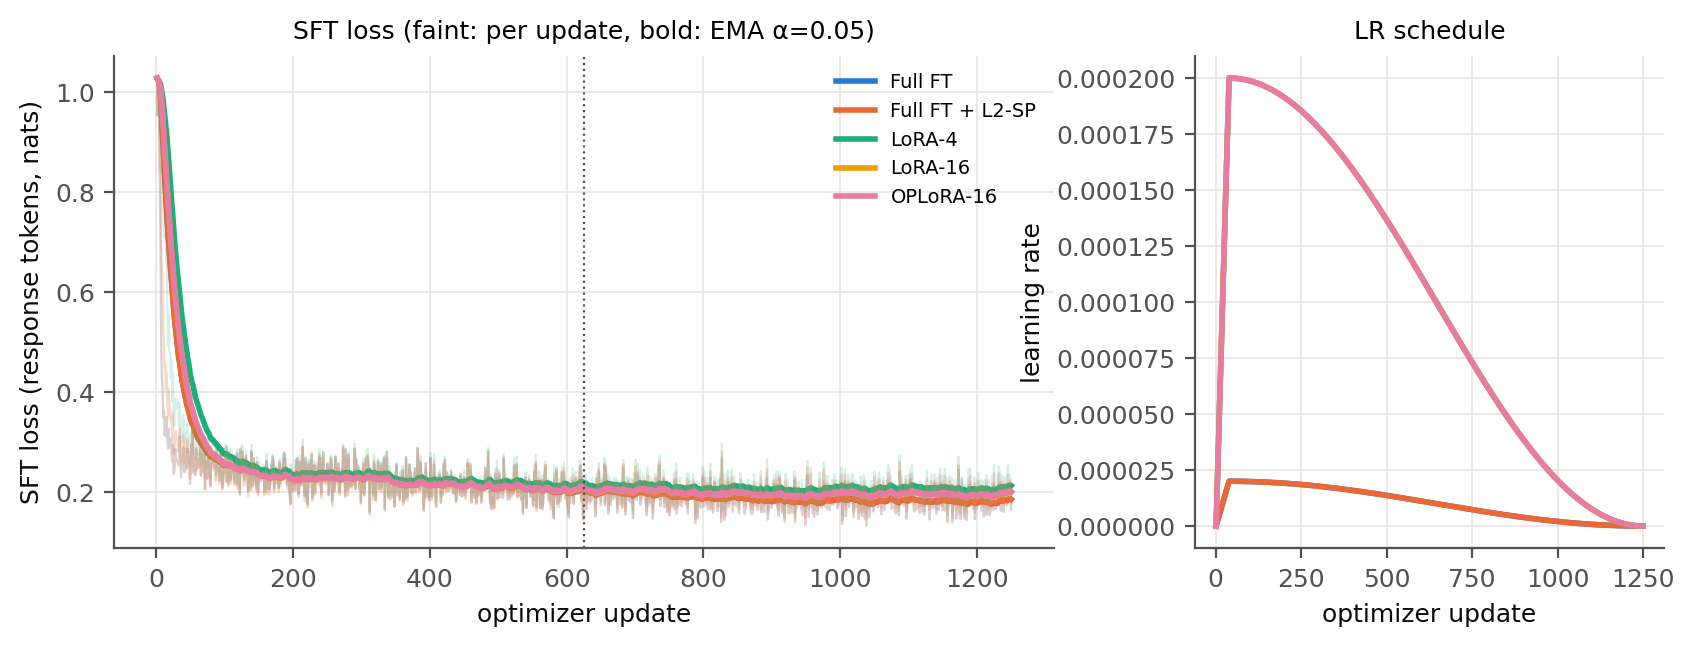 SFT loss (faint: per update, bold: EMA α=0.05)
SFT loss (response tokens, nats)
1.0
0.8
0.6
0.4
0.2
0 200 400 600 800 1000 1200
optimizer update
Full FT
Full FT + L2-SP
LoRA-4
LoRA-16
OPLoRA-16
LR schedule
learning rate
0.000200
0.000175
0.000150
0.000125
0.000100
0.000075
0.000050
0.000025
0.000000
0 250 500 750 1000 1250
optimizer update